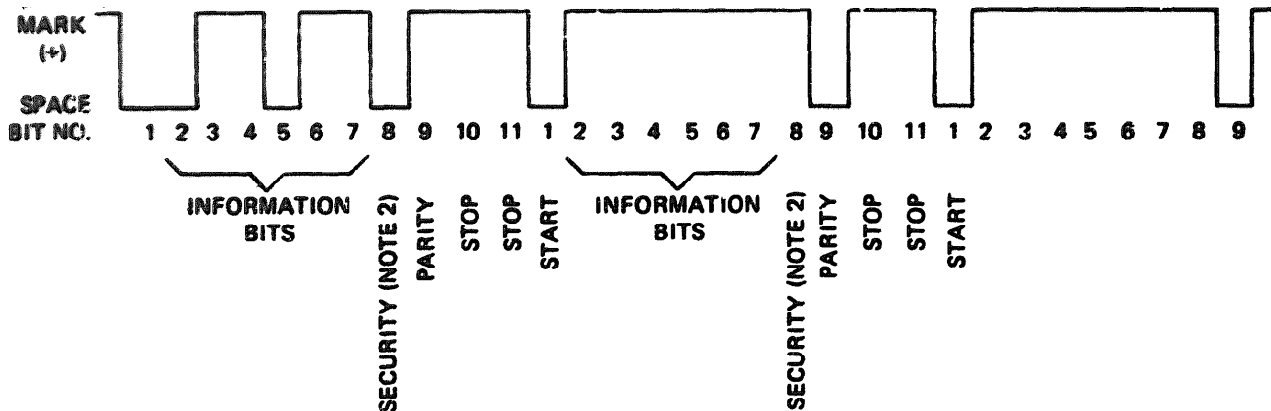 MARK
(+)
SPACE
BIT NO. 1 2 3 4 5 6 7 8 9 10 11 1 2 3 4 5 6 7 8 9 10 11 1 2 3 4 5 6 7 8 9
INFORMATION
BITS
SECURITY (NOTE 2)
PARITY
STOP
STOP
START
INFORMATION
BITS
SECURITY (NOTE 2)
PARITY
STOP
STOP
START